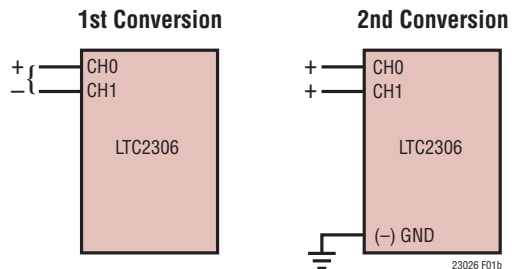 1st Conversion
+
–
{
CH0
CH1
LTC2306
2nd Conversion
+
+
CH0
CH1
LTC2306
(–) GND
23026 F01b